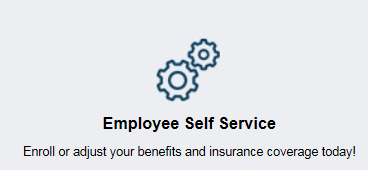 Employee Self Service
Enroll or adjust your benefits and insurance coverage today!